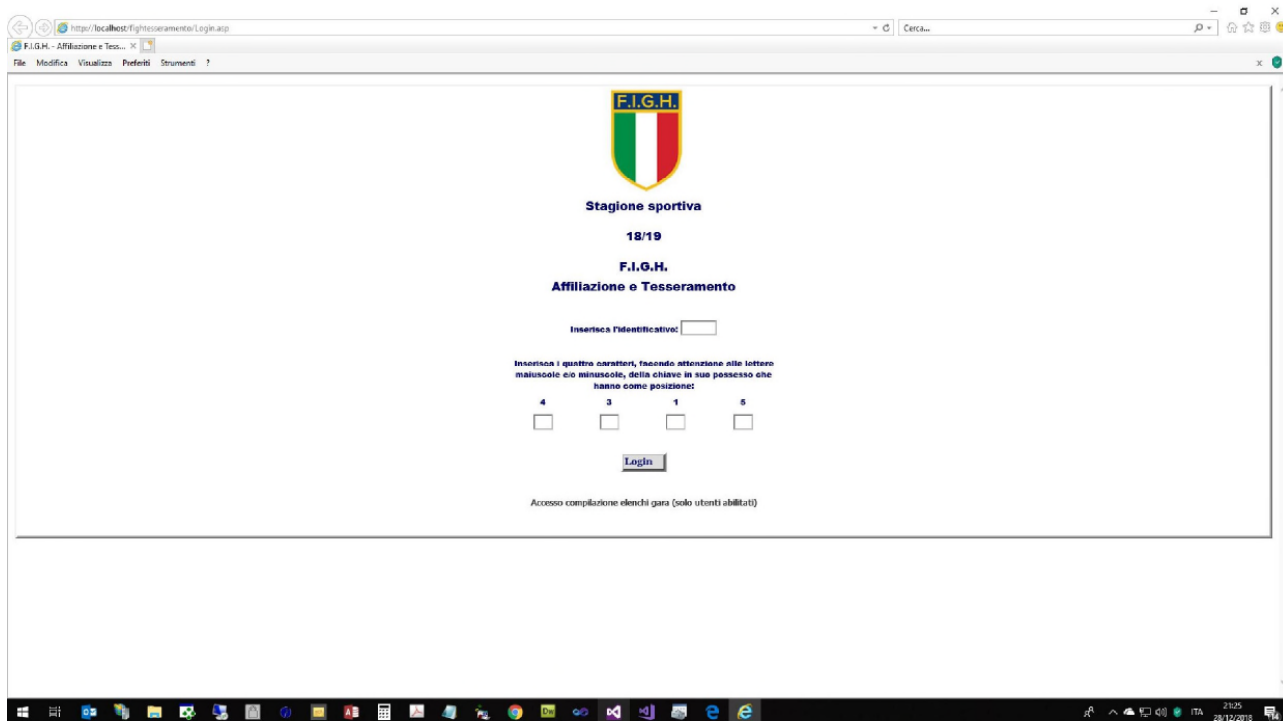 http://localhost/fightesseramento/Login.asp
Cerca...
F.I.G.H. - Affiliazione e Tess...
File Modifica Visualizza Preferiti Strumenti ?
F.I.G.H.
Stagione sportiva
18/19
F.I.G.H.
Affiliazione e Tesseramento
Inserisca l'identificativo:
Inserisca i quattro caratteri, facendo attenzione alle lettere
maiuscole e/o minuscole, della chiave in suo possesso che
hanno come posizione:
4 3 1 5
Login
Accesso compilazione elenchi gara (solo utenti abilitati)
Dw
ITA
21:25
28/12/2018